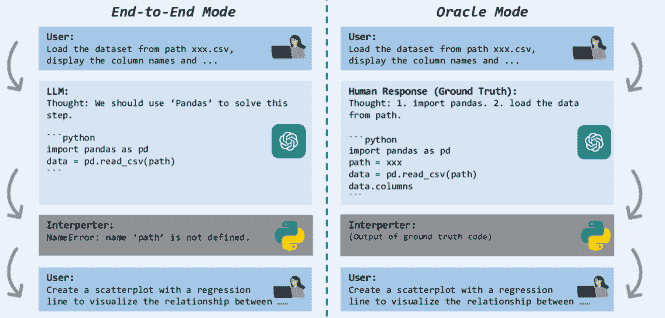 End-to-End Mode
User:
Load the dataset from path xxx.csv,
display the column names and ...
LLM:
Thought: We should use ‘Pandas’ to solve this
step.
```python
import pandas as pd
data = pd.read_csv(path)
```
Interperter:
NameError: name ‘path’ is not defined.
User:
Create a scatterplot with a regression
line to visualize the relationship between ……
Oracle Mode
User:
Load the dataset from path xxx.csv,
display the column names and ...
Human Response (Ground Truth):
Thought: 1. import pandas. 2. load the data
from path.
```python
import pandas as pd
path = xxx
data = pd.read_csv(path)
data.columns
```
Interperter:
(Output of ground truth code)
User:
Create a scatterplot with a regression
line to visualize the relationship between ……